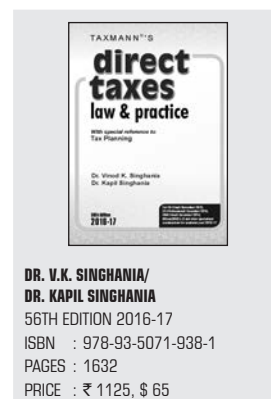 TAXMANN®'S
direct
taxes
law & practice
With special reference to
Tax Planning
Dr. Vinod K. Singhania
Dr. Kapil Singhania
2016-17
DR. V.K. SINGHANIA/
DR. KAPIL SINGHANIA
56TH EDITION 2016-17
ISBN : 978-93-5071-938-1
PAGES : 1632
PRICE : ₹ 1125, $ 65